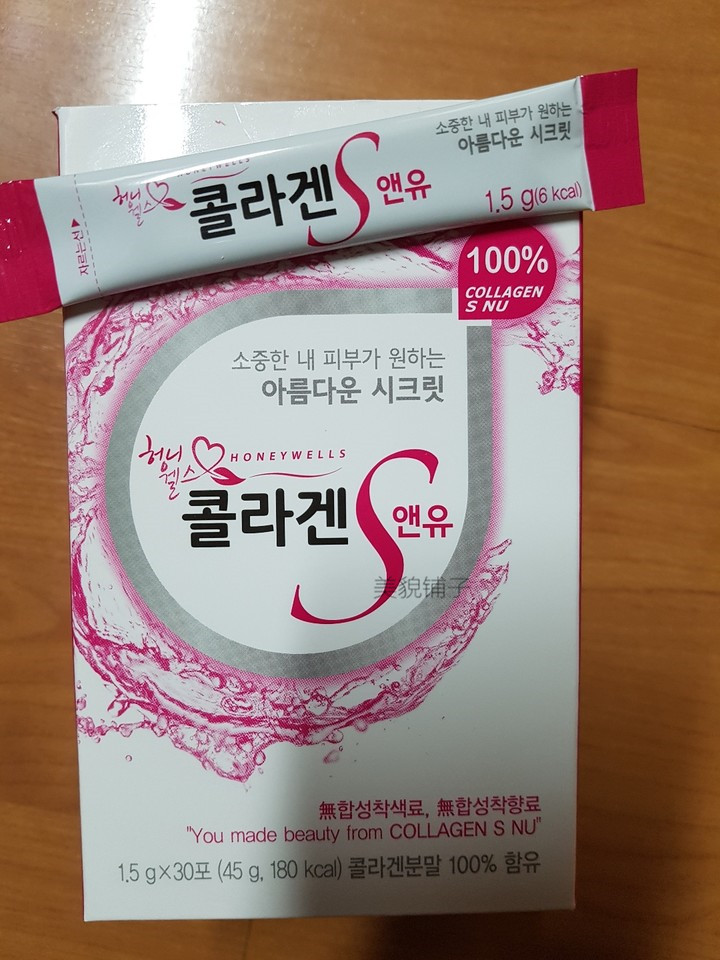 소중한 내 피부가 원하는
아름다운 시크릿
허니
웰스
HONEYWELLS
콜라겐S앤유
1.5 g(6 kcal)
자르는선▶
100%
COLLAGEN
S NU
소중한 내 피부가 원하는
아름다운 시크릿
허니
웰스
HONEYWELLS
콜라겐S앤유
美貌铺子
無합성착색료, 無합성착향료
"You made beauty from COLLAGEN S NU"
1.5 g×30포 (45 g, 180 kcal) 콜라겐분말 100% 함유